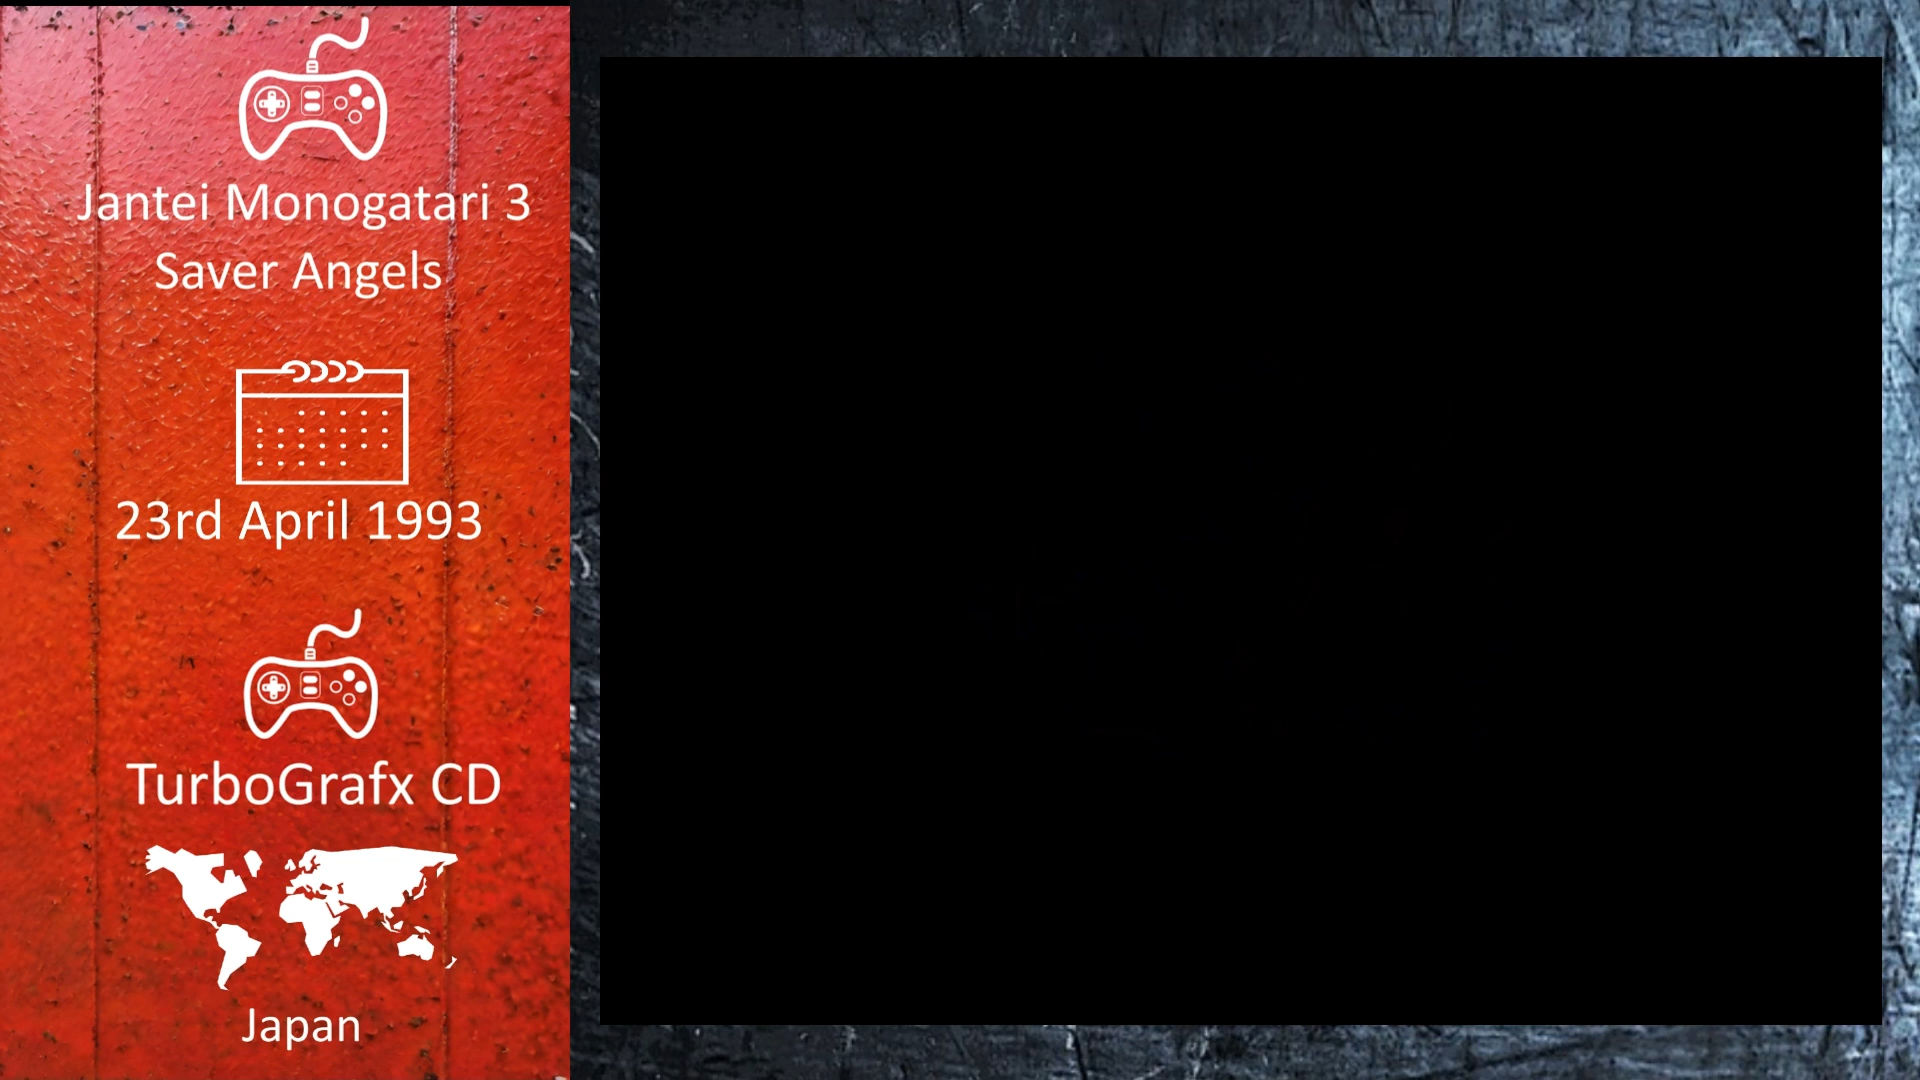 Jantei Monogatari 3
Saver Angels
23rd April 1993
TurboGrafx CD
Japan